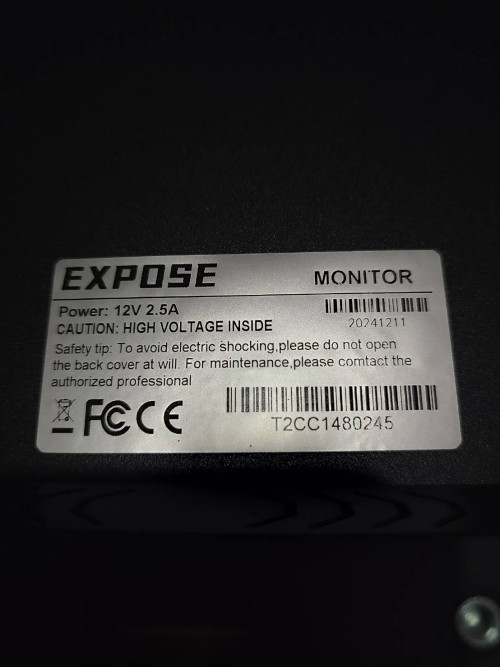 EXPOSE
MONITOR
Power: 12V 2.5A
20241211
CAUTION: HIGH VOLTAGE INSIDE
Safety tip: To avoid electric shocking,please do not open
the back cover at will. For maintenance,please comtact the
authorized professional
FC CE
T2CC1480245